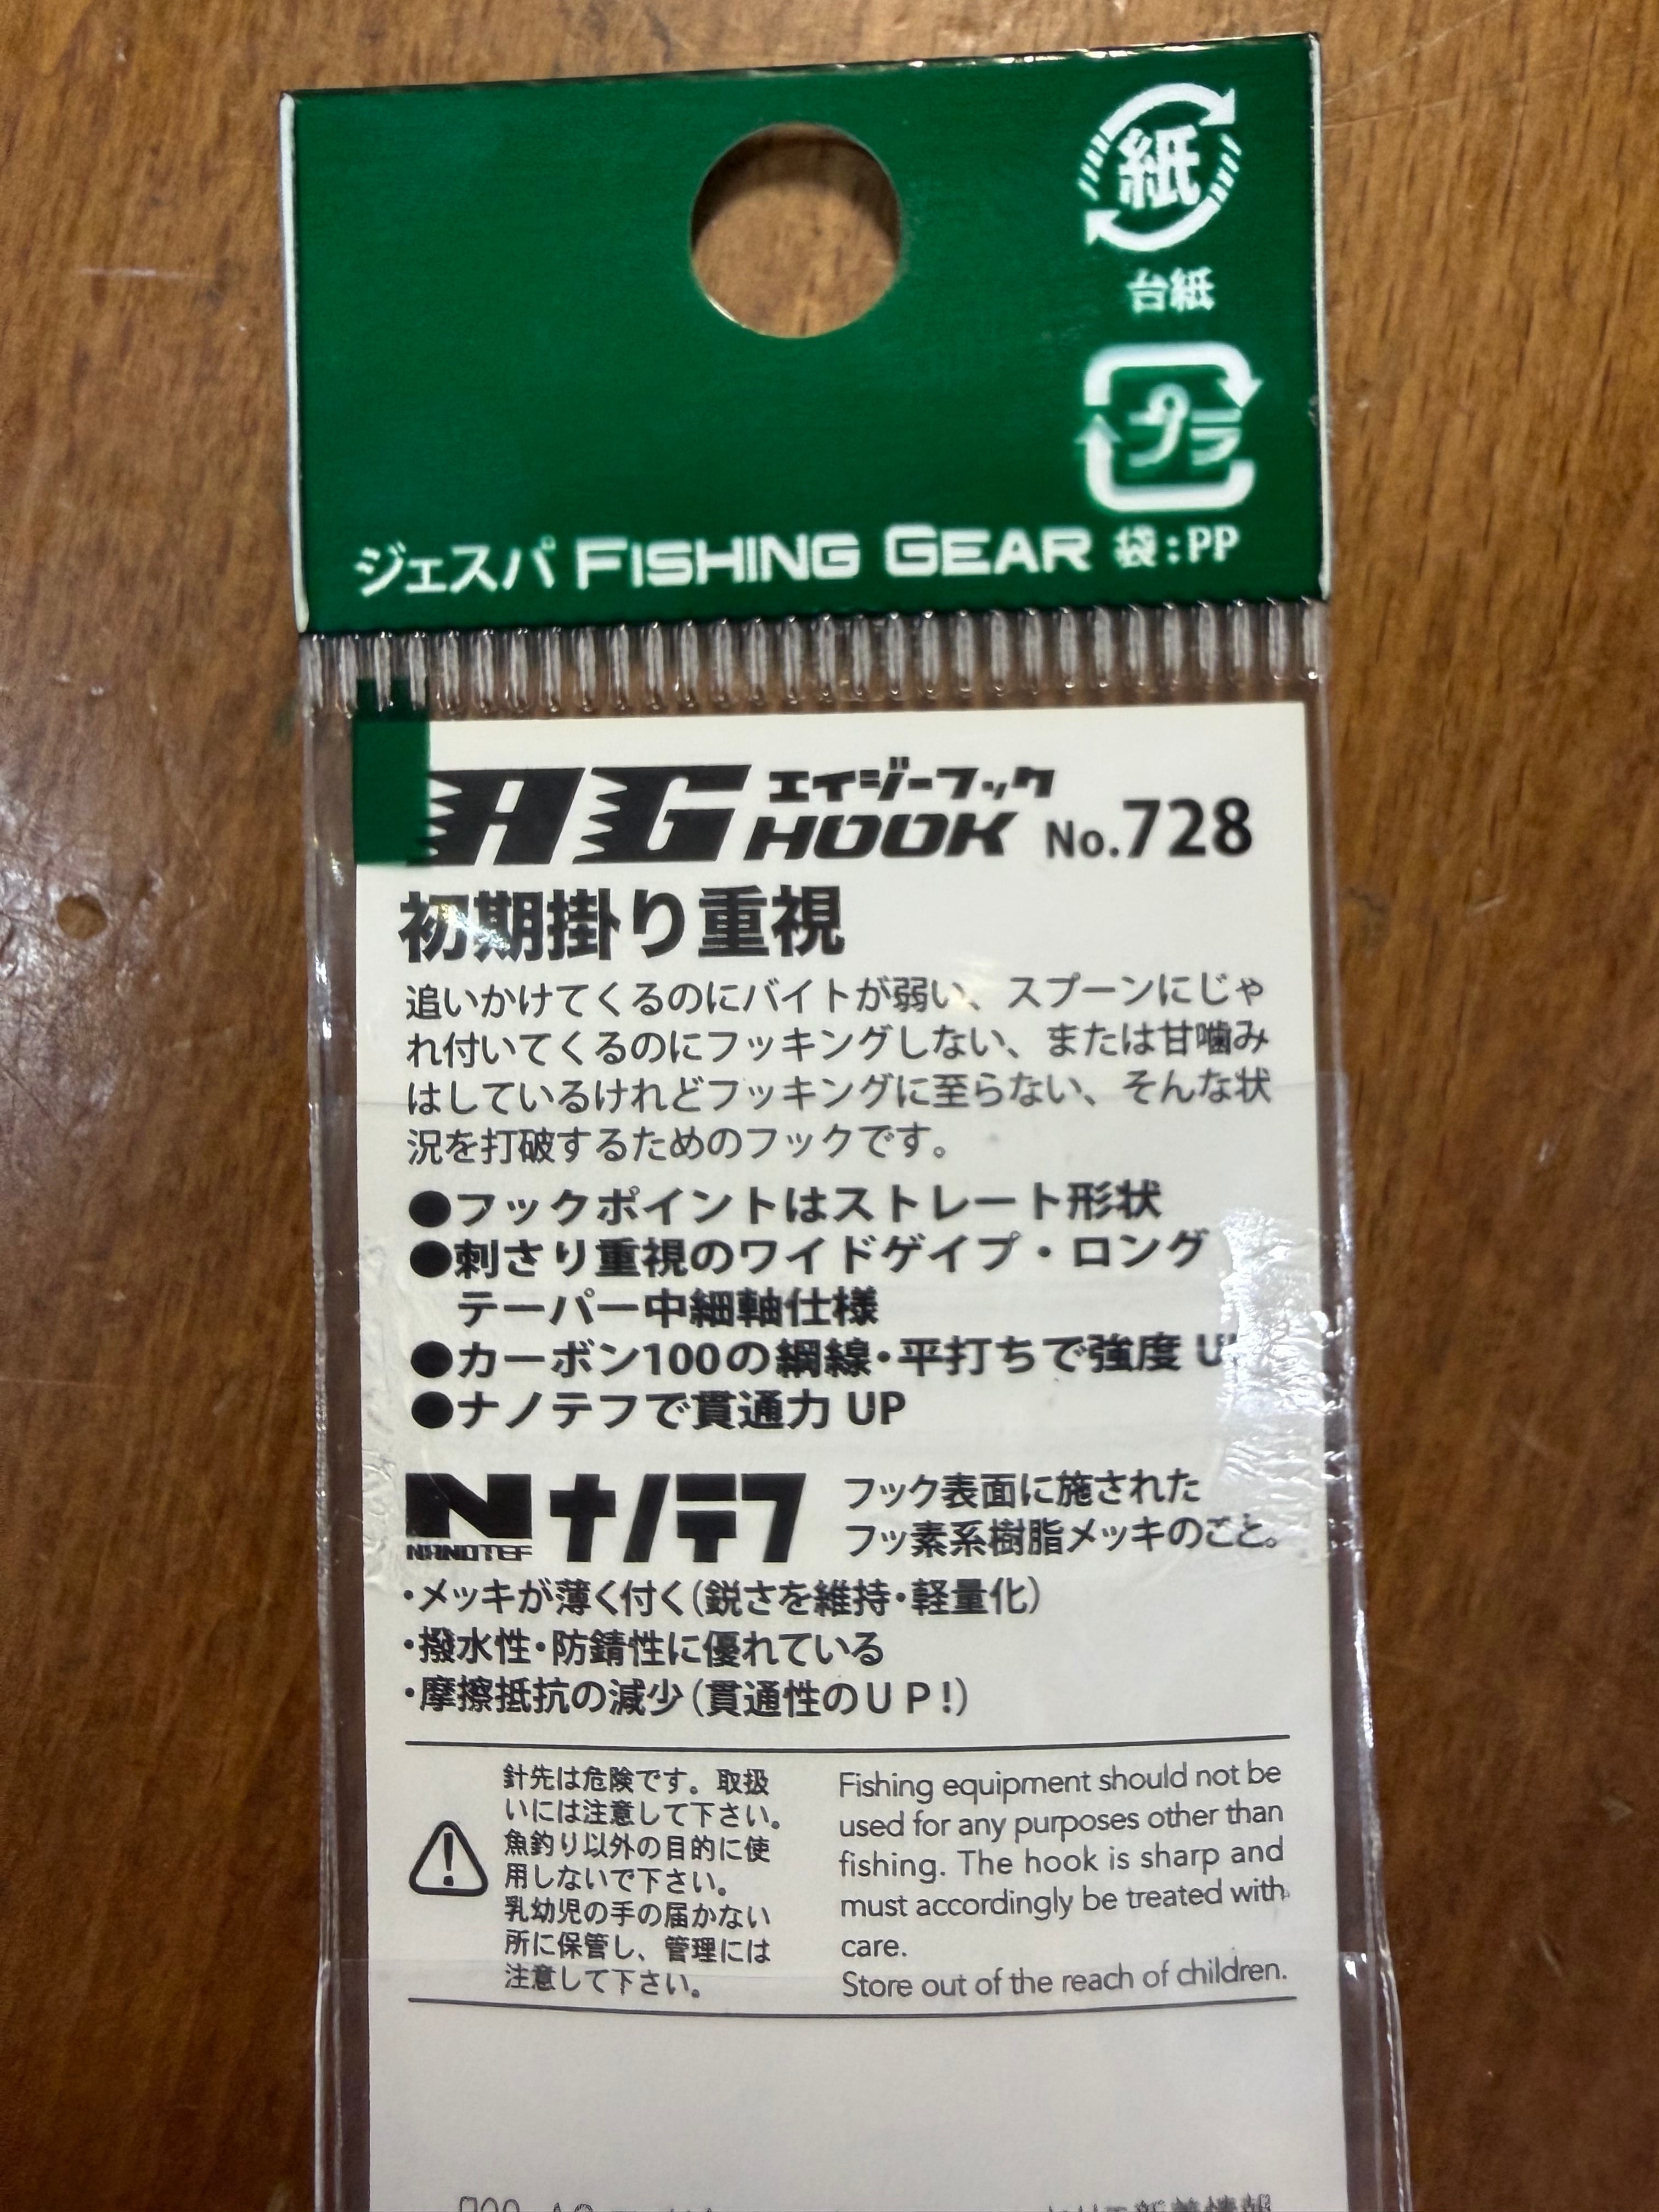 紙
台紙
プラ
ジェスパ FISHING GEAR 袋:PP
AG エイジーフック HOOK No.728
初期掛り重視
追いかけてくるのにバイトが弱い、スプーンにじゃ
れ付いてくるのにフッキングしない、または甘噛み
はしているけれどフッキングに至らない、そんな状
況を打破するためのフックです。
●フックポイントはストレート形状
●刺さり重視のワイドゲイプ・ロング
テーパー中細軸仕様
●カーボン100の綱線・平打ちで強度
●ナノテフで貫通力 UP
N NANOTEF ナノテフ
フック表面に施された
フッ素系樹脂メッキのこと。
・メッキが薄く付く(鋭さを維持・軽量化)
・撥水性・防錆性に優れている
・摩擦抵抗の減少(貫通性のUP!)
針先は危険です。取扱
いには注意して下さい。
魚釣り以外の目的に使
用しないで下さい。
乳幼児の手の届かない
所に保管し、管理には
注意して下さい。
Fishing equipment should not be
used for any purposes other than
fishing. The hook is sharp and
must accordingly be treated with
care.
Store out of the reach of children.